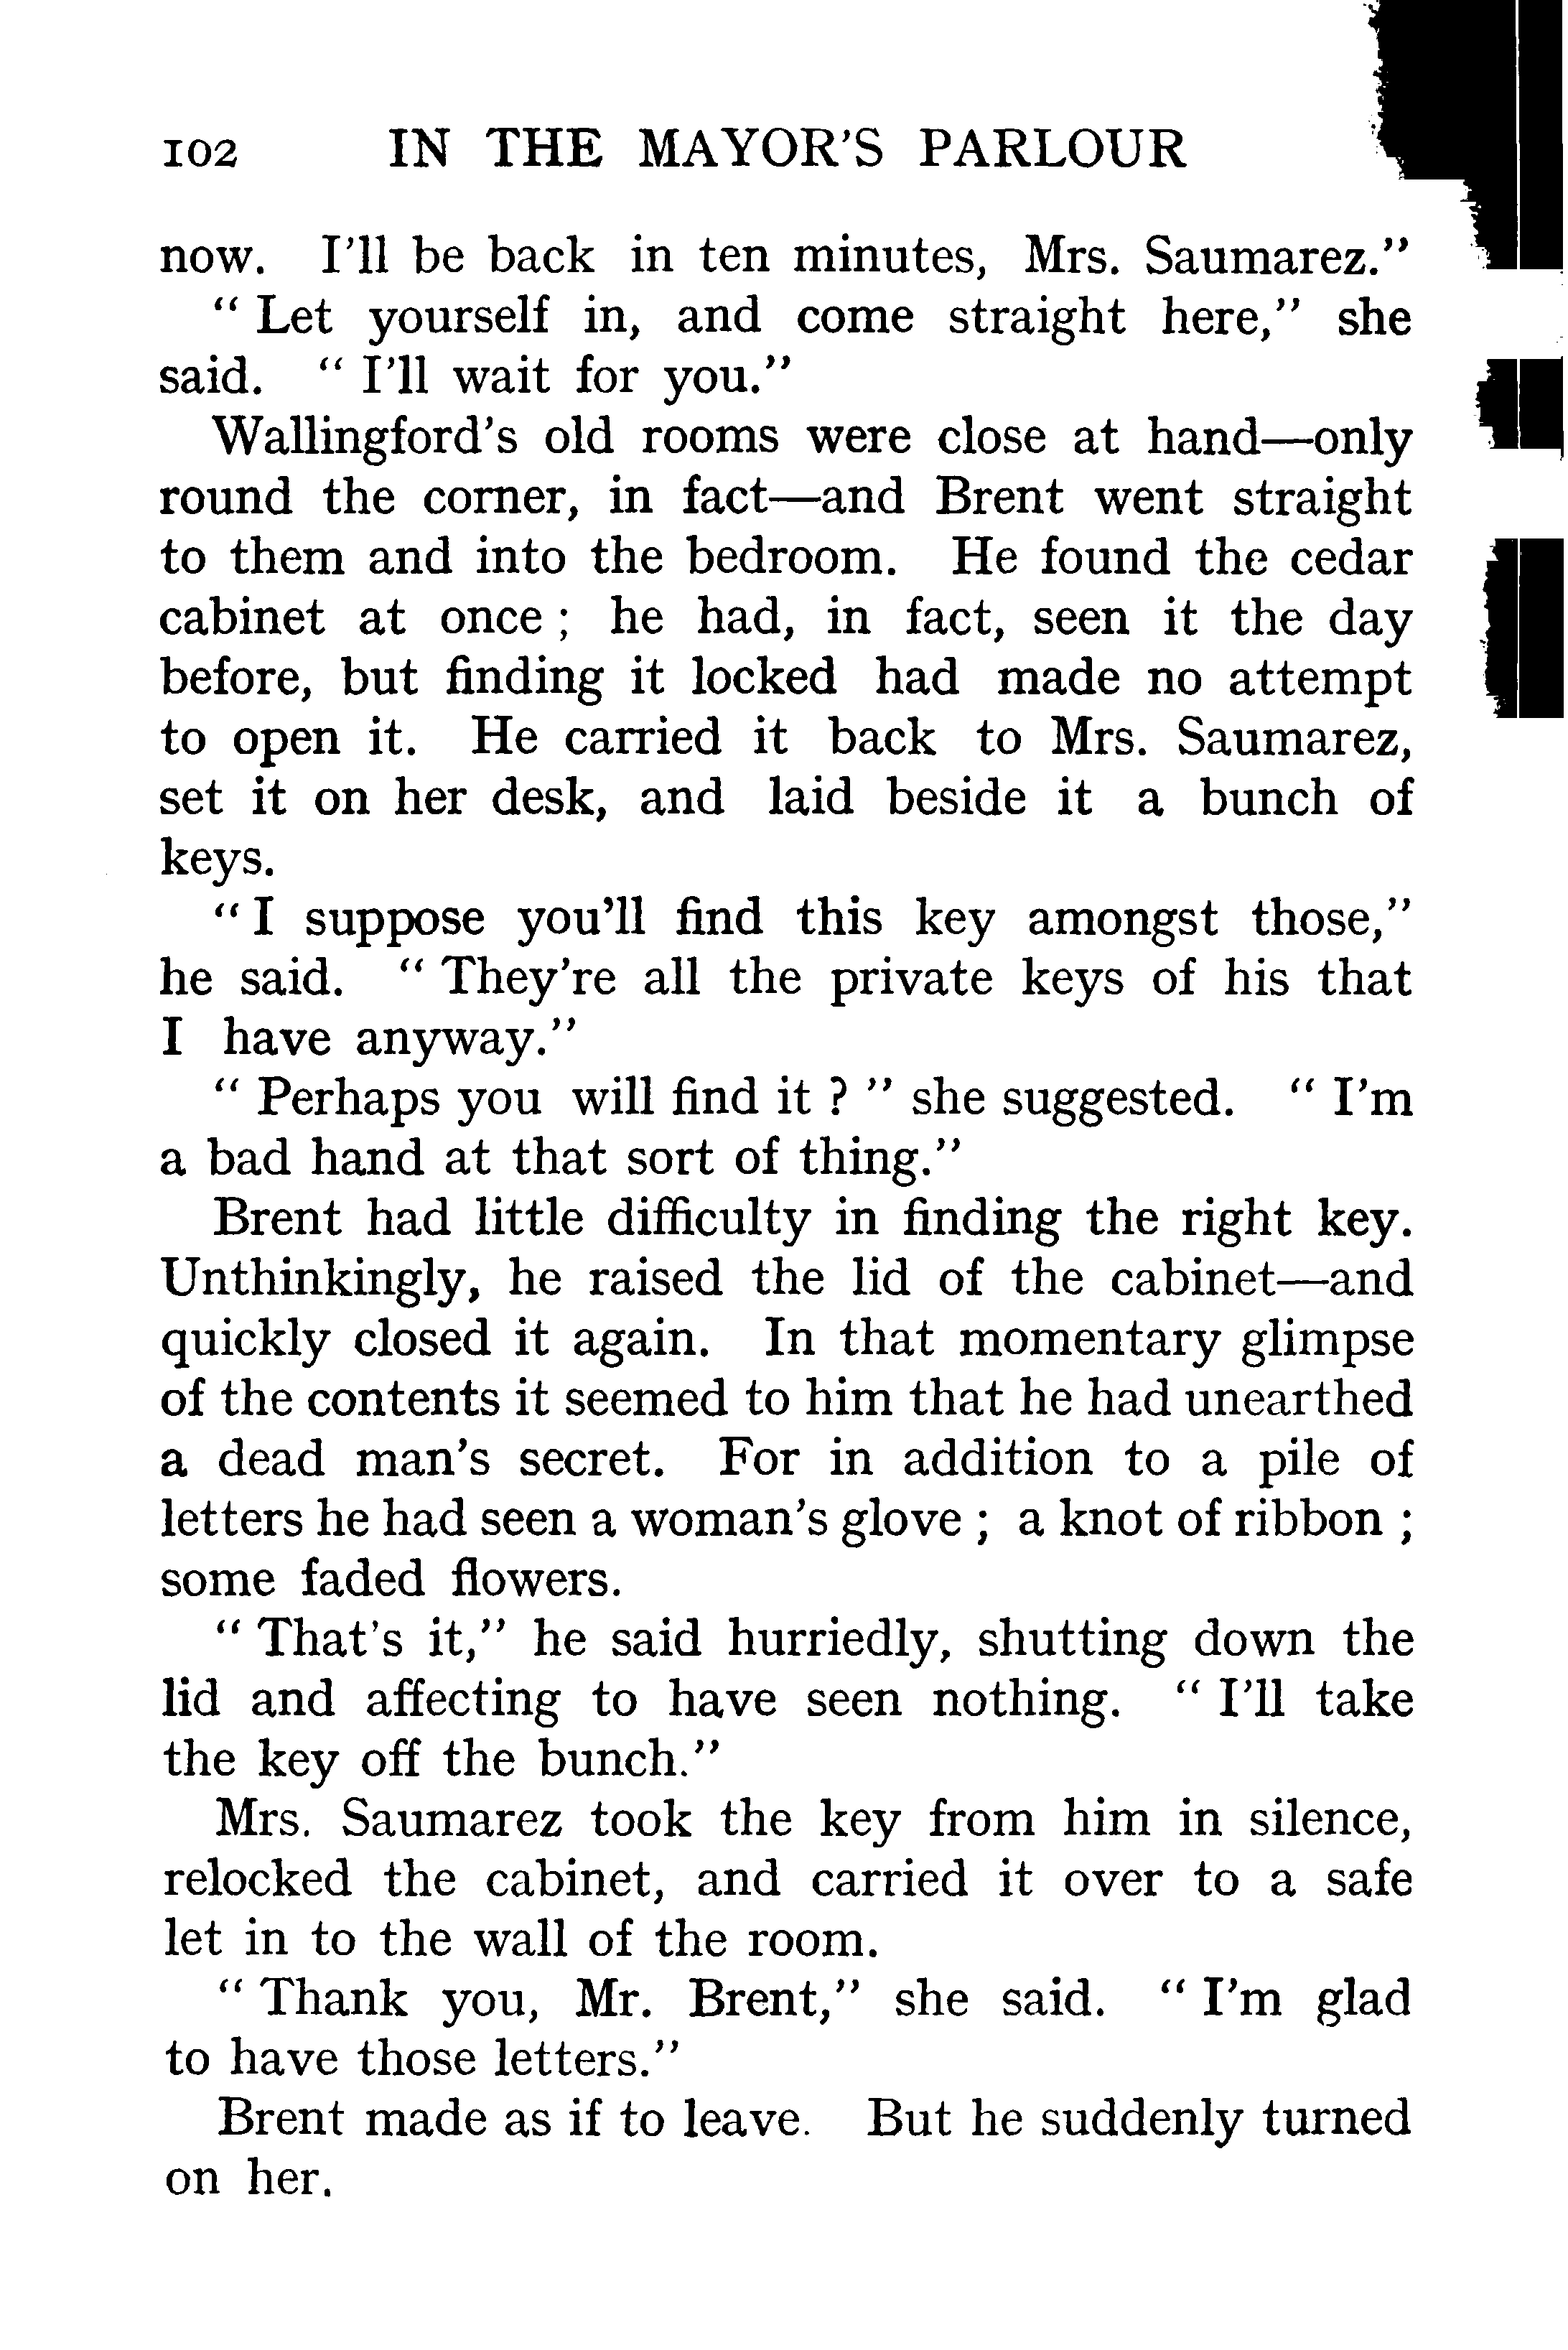 102 IN THE MAYOR'S PARLOUR
now. I'll be back in ten minutes, Mrs. Saumarez."
" Let yourself in, and come straight here," she
said. " I'll wait for you."
Wallingford's old rooms were close at hand—only
round the corner, in fact—and Brent went straight
to them and into the bedroom. He found the cedar
cabinet at once ; he had, in fact, seen it the day
before, but finding it locked had made no attempt
to open it. He carried it back to Mrs. Saumarez,
set it on her desk, and laid beside it a bunch of
keys.
" I suppose you'll find this key amongst those,"
he said. " They're all the private keys of his that
I have anyway."
" Perhaps you will find it ? " she suggested. " I'm
a bad hand at that sort of thing."
Brent had little difficulty in finding the right key.
Unthinkingly, he raised the lid of the cabinet—and
quickly closed it again. In that momentary glimpse
of the contents it seemed to him that he had unearthed
a dead man's secret. For in addition to a pile of
letters he had seen a woman's glove ; a knot of ribbon ;
some faded flowers.
" That's it," he said hurriedly, shutting down the
lid and affecting to have seen nothing. " I'll take
the key off the bunch."
Mrs. Saumarez took the key from him in silence,
relocked the cabinet, and carried it over to a safe
let in to the wall of the room.
" Thank you, Mr. Brent," she said. " I'm glad
to have those letters."
Brent made as if to leave. But he suddenly turned
on her.